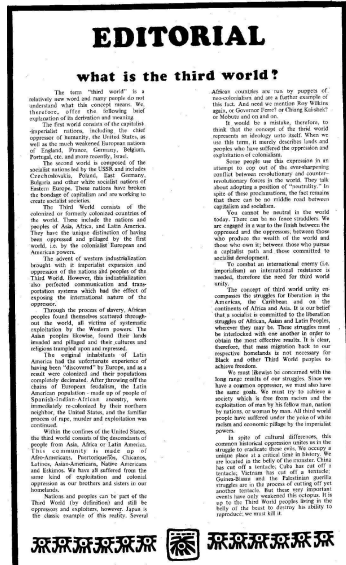 EDITORIAL
what is the third world?
The term "third world" is a
relatively new word and many people do not
understand what this concept means. We,
therefore, offer the following brief
explanation of its derivation and meaning.
The first world consists of the capitalist
-imperialist nations, including the chief
oppressor of humanity, the United States, as
well as the much weakened European nations
of England, France, Germany, Belgium,
Portugal, etc. and more recently, Israel.
The second world is composed of the
socialist nations led by the USSR and includes
Czechoslovakia, Poland, East Germany,
Bulgaria and other white socialist nations of
Eastern Europe. These nations have broken
the bondage of capitalism and are working to
create socialist societies.
The Third World consists of the
colonized or formerly colonized countries of
the world. These include the nations and
peoples of Asia, Africa, and Latin America.
They have the unique distinction of having
been oppressed and pillaged by the first
world, i.e. by the colonialist European and
American powers.
The advent of western industrialization
brought with it imperialist expansion and
oppression of the nations and peoples of the
Third World. However, this industrialization
also perfected communication and trans-
portation systems which had the effect of
exposing the international nature of the
oppressor.
Through the process of slavery, African
peoples found themselves scattered through-
out the world, all victims of systematic
exploitation by the Western powers. The
Asian peoples likewise, found their lands
invaded and pillaged and their cultures and
religions trampled upon and repressed.
The original inhabitants of Latin
America had the unfortunate experience of
having been "discovered" by Europe, and as a
result were colonized and their populations
completely decimated. After throwing off the
chains of European feudalism, the Latin
American population - made up of people of
Spanish-Indian-African ancestry, were
immediately re-colonized by their northern
neighbor, the United States, and the familiar
process of rape, murder and exploitation was
continued.
Within the confines of the United States,
the third world consists of the descendants of
people from Asia, Africa or Latin America.
This community is made up of
Afro-Americans, Puertorriqueños, Chicanos,
Latinos, Asian-Americans, Native Americans
and Eskimos. We have all suffered from the
same kind of exploitation and colonial
oppression as our brothers and sisters in our
homelands.
Nations and peoples can be part of the
Third World (by definition) and still be
oppressors and exploiters, however. Japan is
the classic example of this reality. Several
African countries are run by puppets of
neo-colonialism and are a further example of
this fact. And need we mention Roy Wilkins
again, or Governor Ferre? or Chiang Kai-shek?
or Mobutu and on and on.
It would be a mistake, therefore, to
think that the concept of the third world
represents an ideology unto itself. When we
use this term, it merely describes lands and
peoples who have suffered the oppression and
exploitation of colonialism.
Some people use this expression in an
attempt to cop out of the ever-sharpening
conflict between revolutionary and counter-
revolutionary forces in the world. They talk
about adopting a position of "neutrality." In
spite of these proclamations, the fact remains
that there can be no middle road between
capitalism and socialism.
You cannot be neutral in the world
today. There can be no fence straddlers. We
are engaged in a war to the finish between the
oppressed and the oppressors, between those
who produce the wealth of the world and
those who own it; between those who pursue
a capitalist path and those committed to
socialist development.
To combat an international enemy (i.e.
imperialism) an international resistance is
needed, therefore the need for third world
unity.
The concept of third world unity en-
compasses the struggles for liberation in the
Americas, the Caribbean and on the
continents of Africa and Asia. It is our belief
that a socialist is committed to the liberation
struggles of African, Asian and Latin Peoples,
wherever they may be. These struggles must
be interlocked with one another in order to
obtain the most effective results. It is clear,
therefore, that mass migration back to our
respective homelands is not necessary for
Black and other Third World peoples to
achieve freedom.
We must likewise be concerned with the
long range results of our struggles. Since we
have a common oppressor, we must also have
the same goals. We must try to achieve a
society which is free from racism and the
exploitation of man by his fellow man, nation
by nations, or woman by man. All third world
people have suffered under the yoke of white
racism and economic pillage by the imperialist
powers.
In spite of cultural differences, this
common historical oppression unites us in the
struggle to eradicate these evils. We occupy a
unique place at a critical time in history. We
are located in the belly of the monster. China
has cut off a tentacle; Cuba has cut off a
tentacle; Vietnam has cut off a tentacle;
Guinea-Bissau and the Palestinian guerilla
struggles are in the process of cutting off yet
another tentacle. But these very important
events have only weakened this octopus. It is
up to the Third World peoples living in the
belly of the beast to destroy his ability to
reproduce; we must kill it.